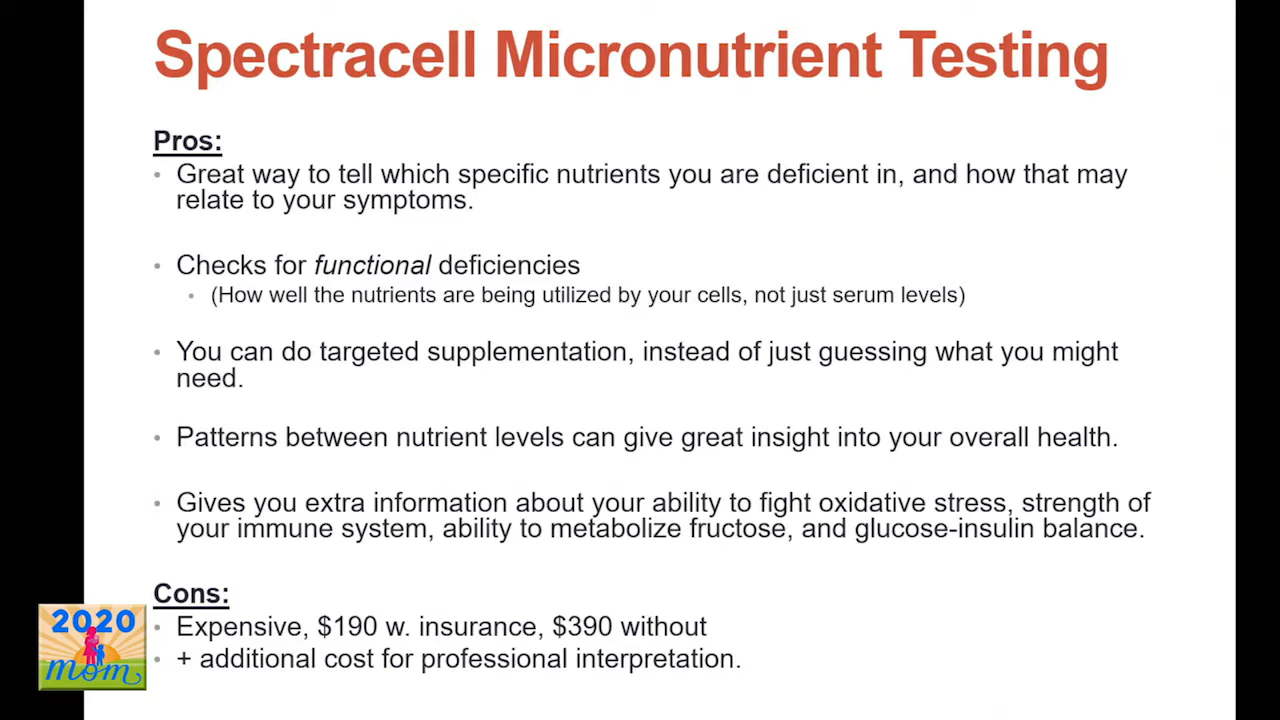 Spectracell Micronutrient Testing
Pros:
• Great way to tell which specific nutrients you are deficient in, and how that may
relate to your symptoms.
• Checks for functional deficiencies
• (How well the nutrients are being utilized by your cells, not just serum levels)
• You can do targeted supplementation, instead of just guessing what you might
need.
• Patterns between nutrient levels can give great insight into your overall health.
• Gives you extra information about your ability to fight oxidative stress, strength of
your immune system, ability to metabolize fructose, and glucose-insulin balance.
Cons:
• Expensive, $190 w. insurance, $390 without
• + additional cost for professional interpretation.
2020
mom